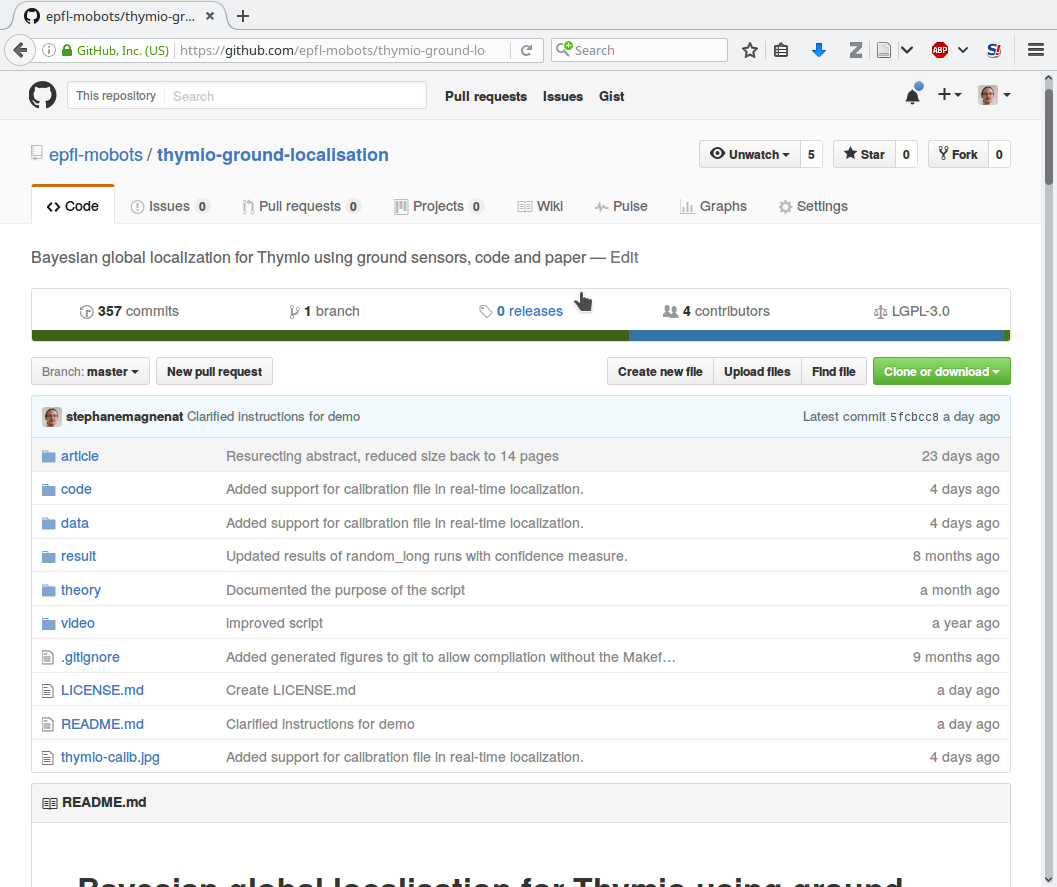 epfl-mobots/thymio-gr...
GitHub, Inc. (US) https://github.com/epfl-mobots/thymio-ground-lo Search Z ABP S!
This repository Search Pull requests Issues Gist
epfl-mobots / thymio-ground-localisation Unwatch 5 Star 0 Fork 0
Code Issues 0 Pull requests 0 Projects 0 Wiki Pulse Graphs Settings
Bayesian global localization for Thymio using ground sensors, code and paper — Edit
357 commits 1 branch 0 releases 4 contributors LGPL-3.0
Branch: master New pull request Create new file Upload files Find file Clone or download
stephanemagnenat Clarified instructions for demo Latest commit 5fcbcc8 a day ago
article Resurecting abstract, reduced size back to 14 pages 23 days ago
code Added support for calibration file in real-time localization. 4 days ago
data Added support for calibration file in real-time localization. 4 days ago
result Updated results of random_long runs with confidence measure. 8 months ago
theory Documented the purpose of the script a month ago
video Improved script a year ago
.gitignore Added generated figures to git to allow compilation without the Makef… 9 months ago
LICENSE.md Create LICENSE.md a day ago
README.md Clarified instructions for demo a day ago
thymio-calib.jpg Added support for calibration file in real-time localization. 4 days ago
README.md
Bayesian global localisation for Thymio using ground